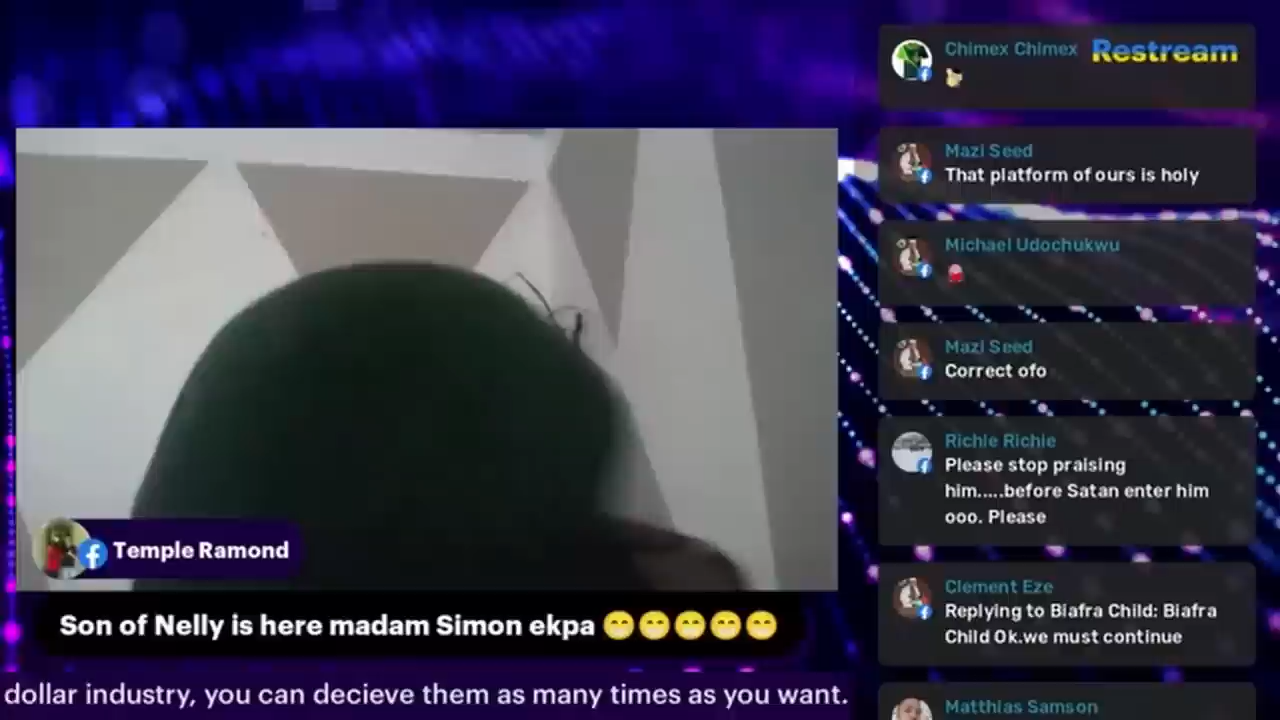 Chimex Chimex
Restream
Mazi Seed
That platform of ours is holy
Michael Udochukwu
Mazi Seed
Correct ofo
Richie Richie
Please stop praising
him.....before Satan enter him
ooo. Please
Clement Eze
Replying to Biafra Child: Biafra
Child Ok.we must continue
Matthias Samson
Temple Ramond
Son of Nelly is here madam Simon ekpa 😁😁😁😁😁
dollar industry, you can decieve them as many times as you want.